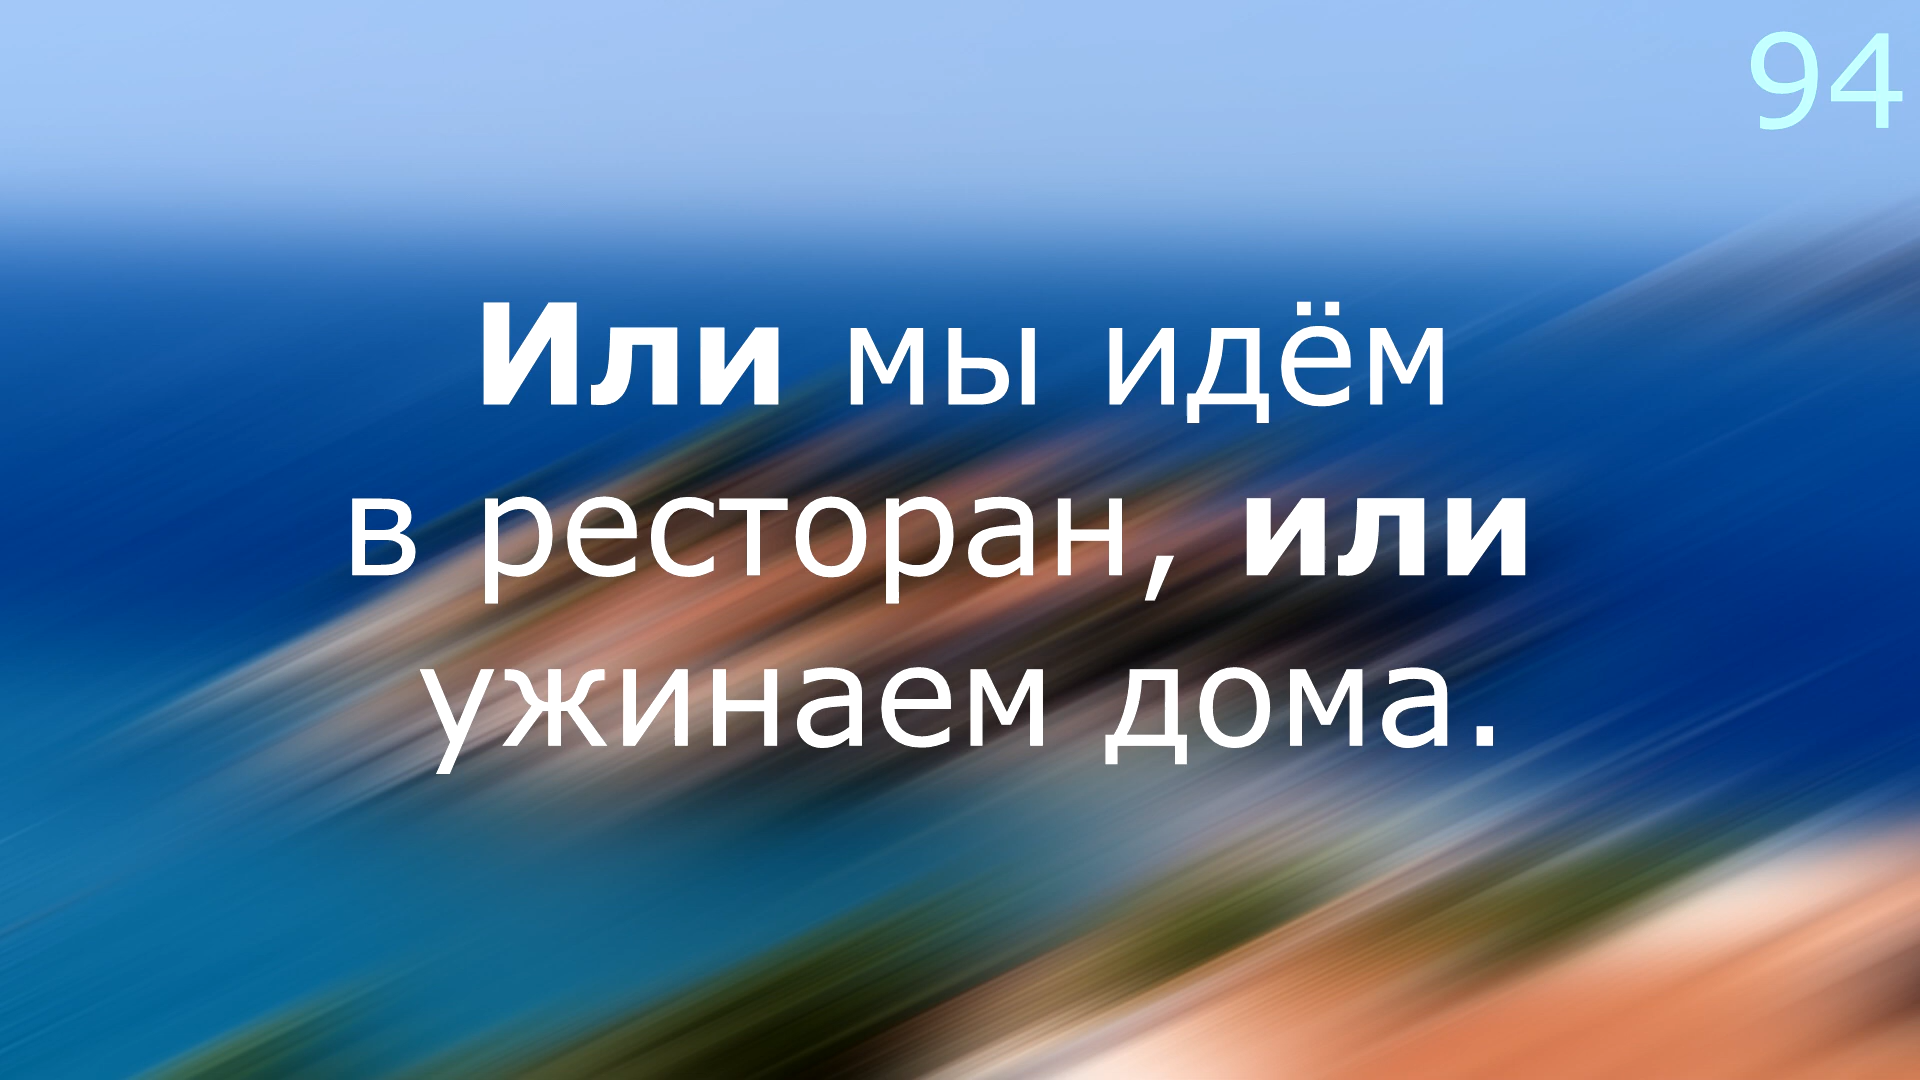 94
Или мы идём
в ресторан, или
ужинаем дома.